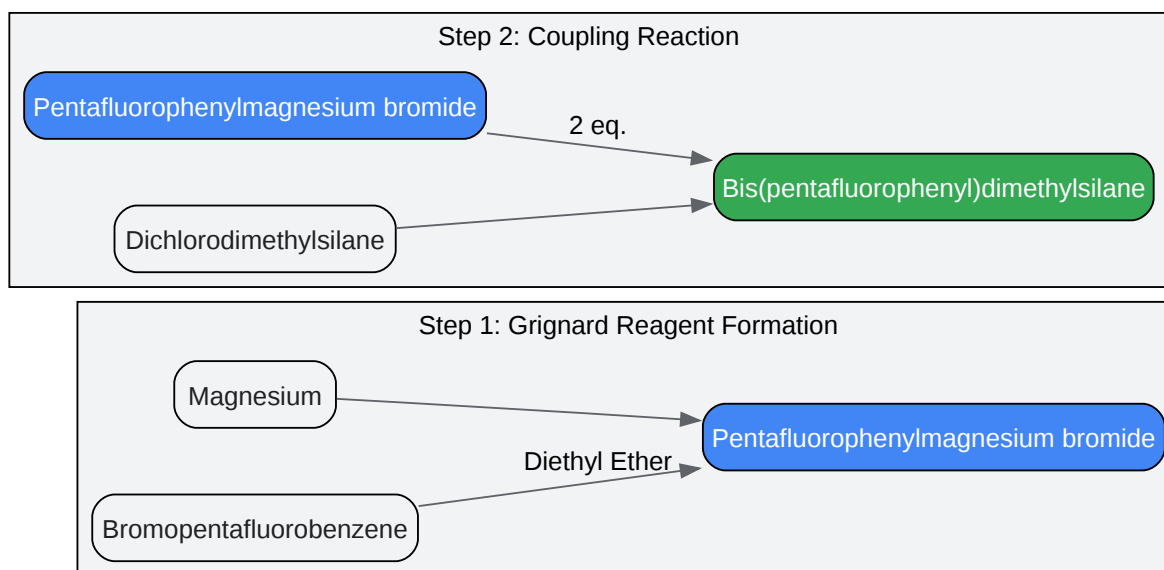 Step 2: Coupling Reaction
Pentafluorophenylmagnesium bromide
2 eq.
Bis(pentafluorophenyl)dimethylsilane
Dichlorodimethylsilane
Step 1: Grignard Reagent Formation
Magnesium
Pentafluorophenylmagnesium bromide
Diethyl Ether
Bromopentafluorobenzene